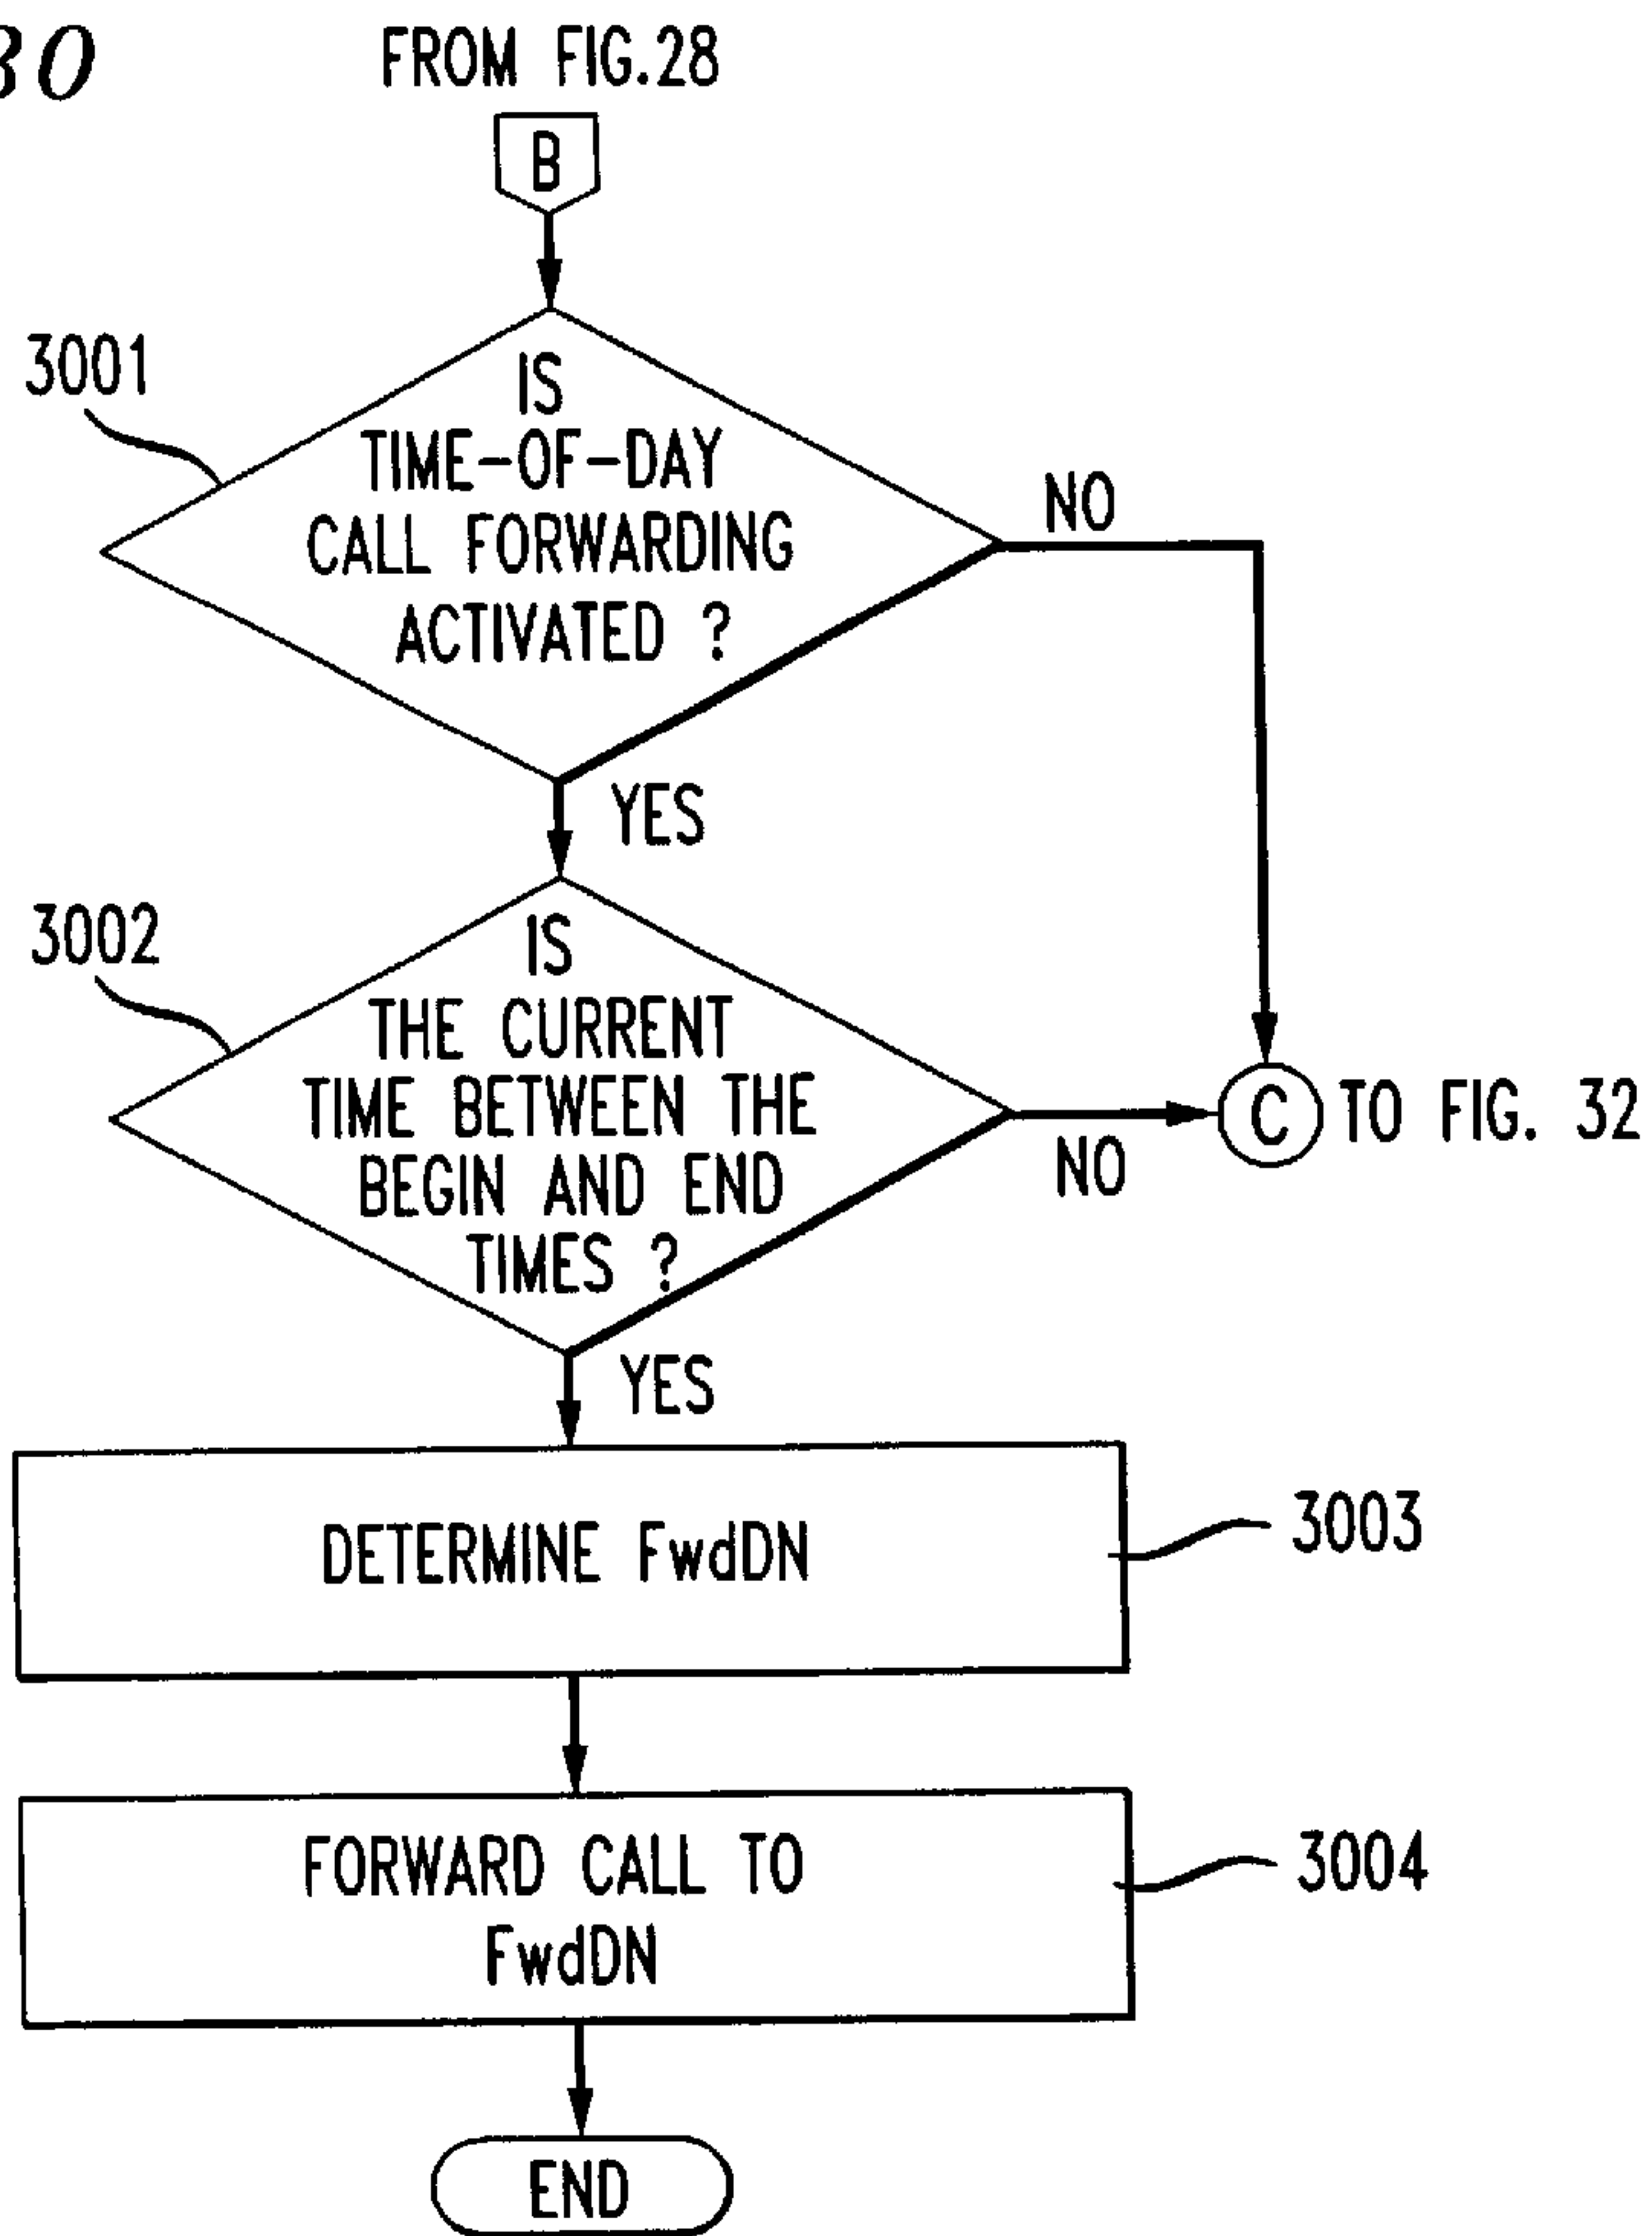 30
FROM FIG.28
B
3001
IS
TIME-OF-DAY
CALL FORWARDING
ACTIVATED ?
NO
YES
3002
IS
THE CURRENT
TIME BETWEEN THE
BEGIN AND END
TIMES ?
NO
C TO FIG. 32
YES
DETERMINE FwdDN
3003
FORWARD CALL TO
FwdDN
3004
END